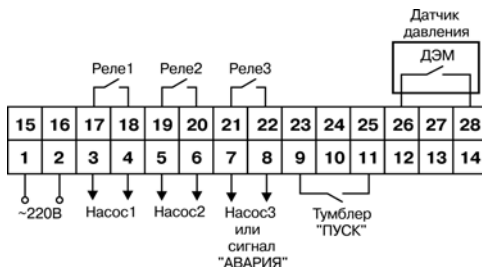 Датчик
давления
ДЭМ
Реле1 Реле2 Реле3
15 16 17 18 19 20 21 22 23 24 25 26 27 28
1 2 3 4 5 6 7 8 9 10 11 12 13 14
~220В Насос1 Насос2 Насос3
или
сигнал
"АВАРИЯ"
Тумблер
"ПУСК"